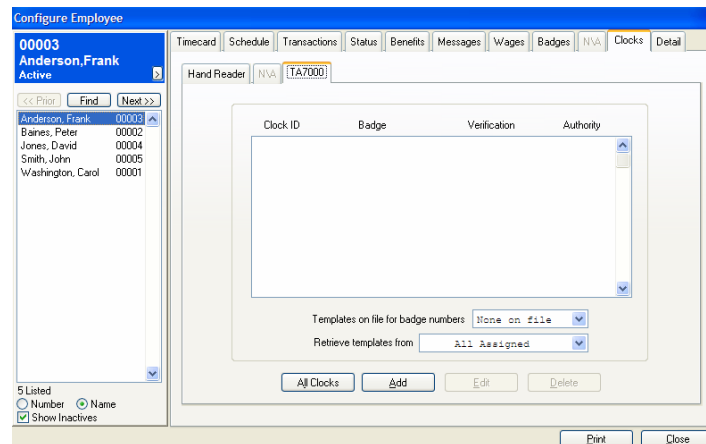 Configure Employee
00003
Anderson,Frank
Active
>
<< Prior Find Next >>
Anderson, Frank 00003
Baines, Peter 00002
Jones, David 00004
Smith, John 00005
Washington, Carol 00001
5 Listed
Number Name
Show Inactives
Timecard Schedule Transactions Status Benefits Messages Wages Badges N\A Clocks Detail
Hand Reader N\A TA7000
Clock ID Badge Verification Authority
Templates on file for badge numbers None on file
Retrieve templates from All Assigned
All Clocks Add Edit Delete
Print Close